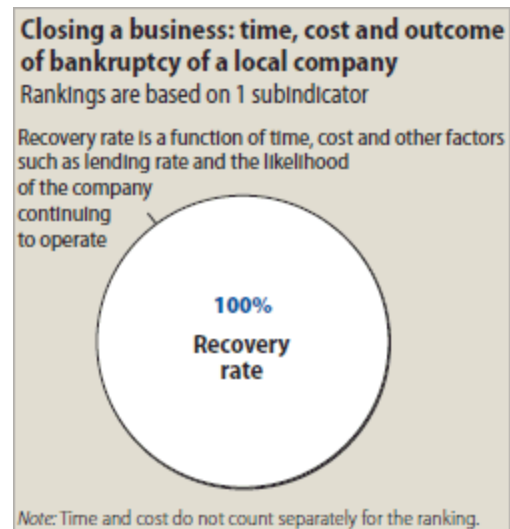 Closing a business: time, cost and outcome
of bankruptcy of a local company
Rankings are based on 1 subindicator
Recovery rate is a function of time, cost and other factors
such as lending rate and the likelihood
of the company
continuing
to operate
100%
Recovery
rate
Note: Time and cost do not count separately for the ranking.